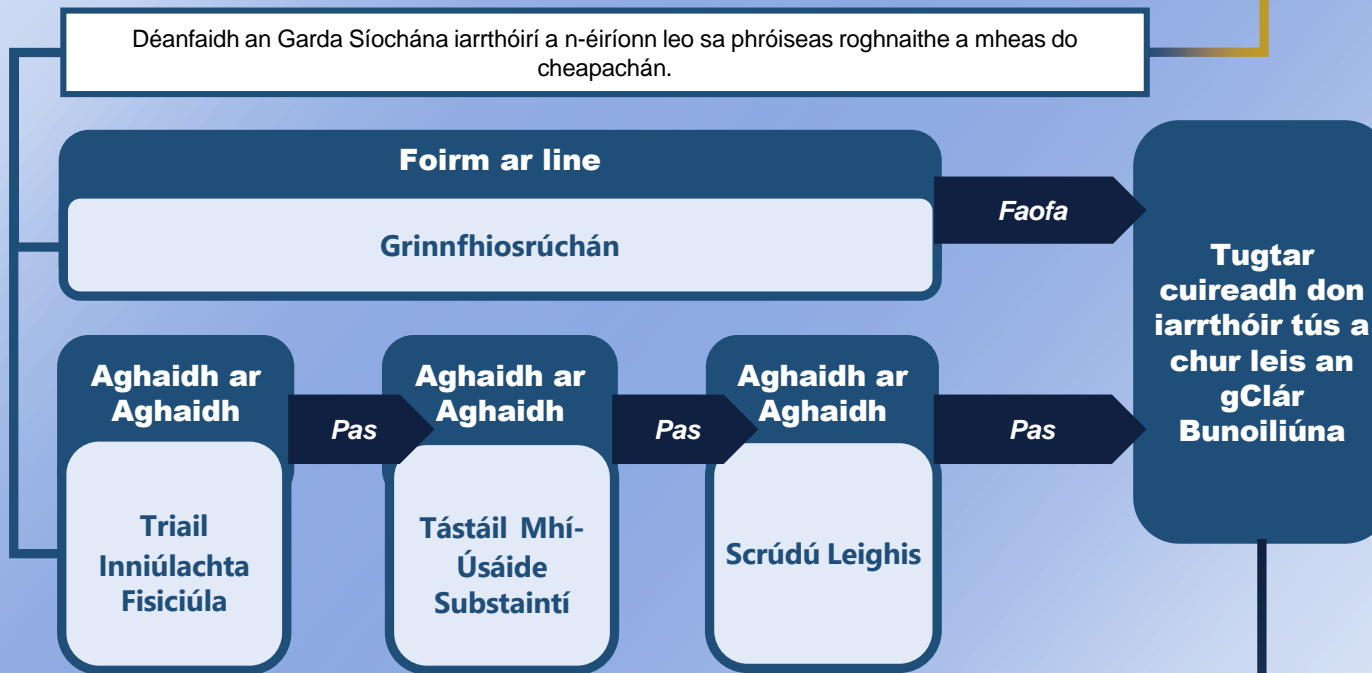 Déanfaidh an Garda Síochána iarrthóirí a n-éiríonn leo sa phróiseas roghnaithe a mheas do
cheapachán.
Foirm ar line
Grinnfhiosrúchán
Faofa
Aghaidh ar
Aghaidh
Triail
Inniúlachta
Fisiciúla
Pas
Aghaidh ar
Aghaidh
Tástáil Mhí-
Úsáide
Substaintí
Pas
Aghaidh ar
Aghaidh
Scrúdú Leighis
Pas
Tugtar
cuireadh don
iarrthóir tús a
chur leis an
gClár
Bunoiliúna